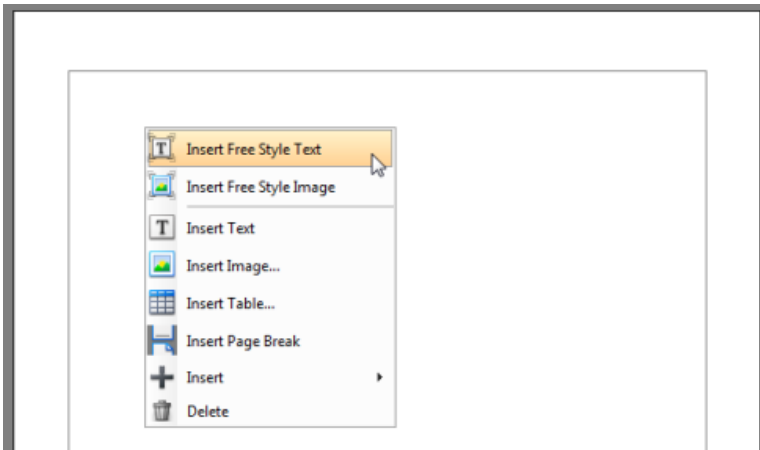 Insert Free Style Text
Insert Free Style Image
T Insert Text
Insert Image...
Insert Table...
Insert Page Break
Insert
Delete